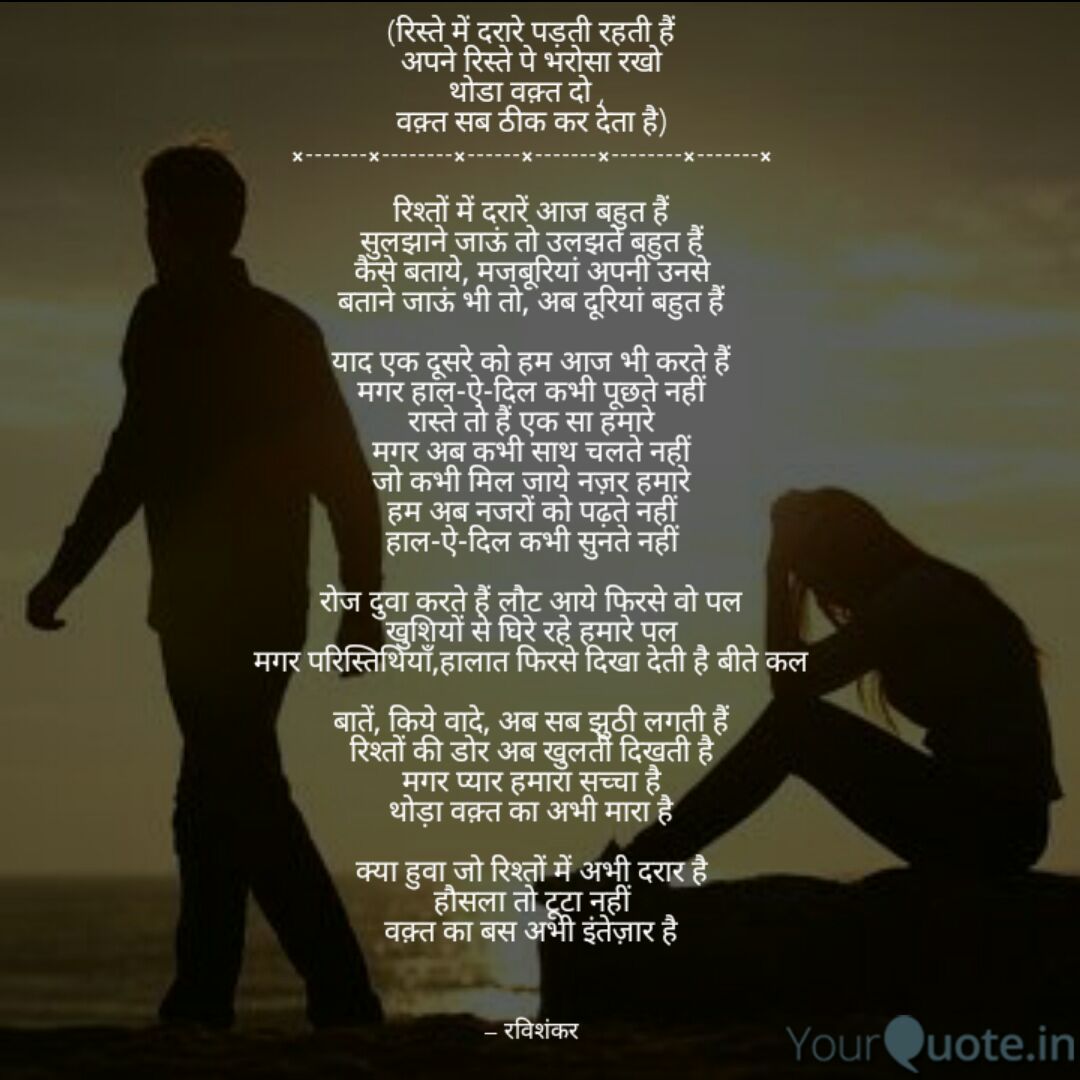 (रिस्ते में दरारे पड़ती रहती हैं
अपने रिस्ते पे भरोसा रखो
थोडा वक़्त दो ,
वक़्त सब ठीक कर देता है)
×-------×--------×------×-------×--------×-------×
रिश्तों में दरारें आज बहुत हैं
सुलझाने जाऊं तो उलझते बहुत हैं
कैसे बताये, मजबूरियां अपनी उनसे
बताने जाऊं भी तो, अब दूरियां बहुत हैं
याद एक दूसरे को हम आज भी करते हैं
मगर हाल-ऐ-दिल कभी पूछते नहीं
रास्ते तो हैं एक सा हमारे
मगर अब कभी साथ चलते नहीं
जो कभी मिल जाये नज़र हमारे
हम अब नजरों को पढ़ते नहीं
हाल-ऐ-दिल कभी सुनते नहीं
रोज दुवा करते हैं लौट आये फिरसे वो पल
खुशियों से घिरे रहे हमारे पल
मगर परिस्तिथियाँ,हालात फिरसे दिखा देती है बीते कल
बातें, किये वादे, अब सब झुठी लगती हैं
रिश्तों की डोर अब खुलती दिखती है
मगर प्यार हमारा सच्चा है
थोड़ा वक़्त का अभी मारा है
क्या हुवा जो रिश्तों में अभी दरार है
हौसला तो टूटा नहीं
वक़्त का बस अभी इंतेज़ार है
– रविशंकर
YourQuote.in